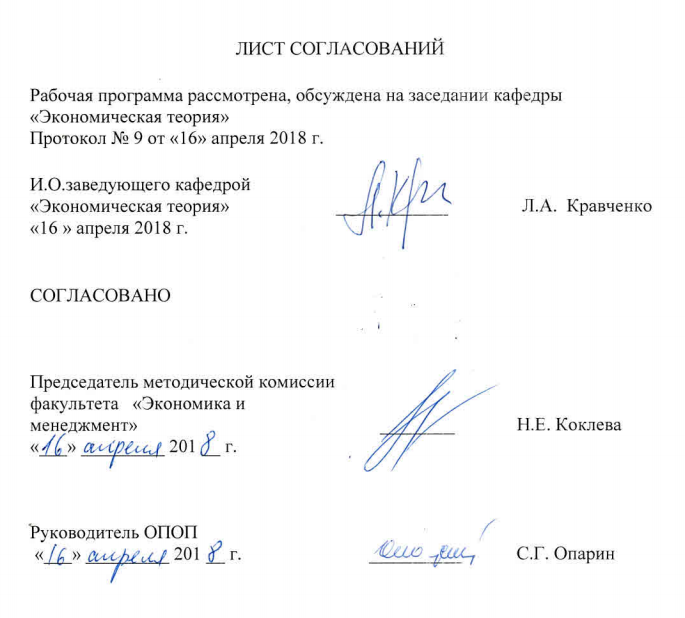 ЛИСТ СОГЛАСОВАНИЙ
Рабочая программа рассмотрена, обсуждена на заседании кафедры
«Экономическая теория»
Протокол № 9 от «16» апреля 2018 г.
И.О.заведующего кафедрой
«Экономическая теория» Л.А. Кравченко
«16 » апреля 2018 г.
СОГЛАСОВАНО
Председатель методической комиссии
факультета «Экономика и
менеджмент» Н.Е. Коклева
«16» апреля 2018 г.
Руководитель ОПОП
«16» апреля 2018 г. С.Г. Опарин